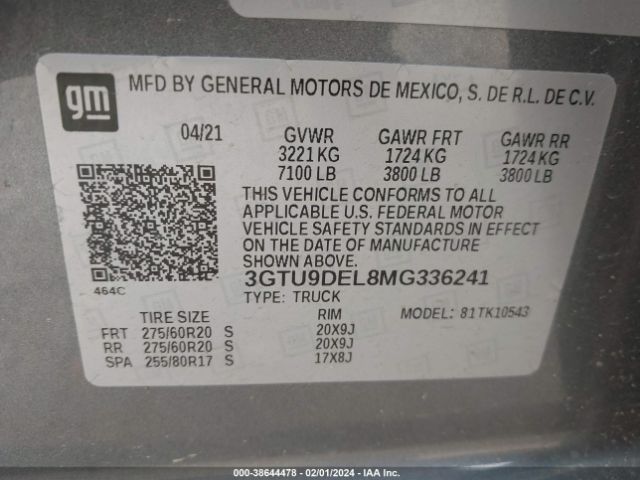 gm
MFD BY GENERAL MOTORS DE MEXICO, S. DE R.L. DE C.V.
04/21 GVWR GAWR FRT GAWR RR
3221 KG 1724 KG 1724 KG
7100 LB 3800 LB 3800 LB
THIS VEHICLE CONFORMS TO ALL
APPLICABLE U.S. FEDERAL MOTOR
VEHICLE SAFETY STANDARDS IN EFFECT
ON THE DATE OF MANUFACTURE
SHOWN ABOVE.
464C
3GTU9DEL8MG336241
TYPE: TRUCK
TIRE SIZE RIM MODEL: 81TK10543
FRT 275/60R20 S 20X9J
RR 275/60R20 S 20X9J
SPA 255/80R17 S 17X8J
000-38644478 - 02/01/2024 - IAA Inc.